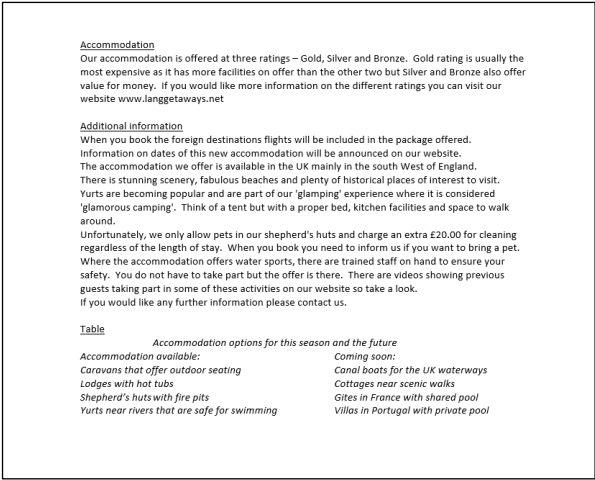 Accommodation
Our accommodation is offered at three ratings – Gold, Silver and Bronze.  Gold rating is usually the
most expensive as it has more facilities on offer than the other two but Silver and Bronze also offer
value for money.  If you would like more information on the different ratings you can visit our
website www.langgetaways.net
Additional information
When you book the foreign destinations flights will be included in the package offered.
Information on dates of this new accommodation will be announced on our website.
The accommodation we offer is available in the UK mainly in the south West of England.
There is stunning scenery, fabulous beaches and plenty of historical places of interest to visit.
Yurts are becoming popular and are part of our 'glamping' experience where it is considered
'glamorous camping'.  Think of a tent but with a proper bed, kitchen facilities and space to walk
around.
Unfortunately, we only allow pets in our shepherd's huts and charge an extra £20.00 for cleaning
regardless of the length of stay.  When you book you need to inform us if you want to bring a pet.
Where the accommodation offers water sports, there are trained staff on hand to ensure your
safety.  You do not have to take part but the offer is there.  There are videos showing previous
guests taking part in some of these activities on our website so take a look.
If you would like any further information please contact us.
Table
Accommodation options for this season and the future
Accommodation available: Coming soon:
Caravans that offer outdoor seating Canal boats for the UK waterways
Lodges with hot tubs Cottages near scenic walks
Shepherd's huts with fire pits Gites in France with shared pool
Yurts near rivers that are safe for swimming Villas in Portugal with private pool